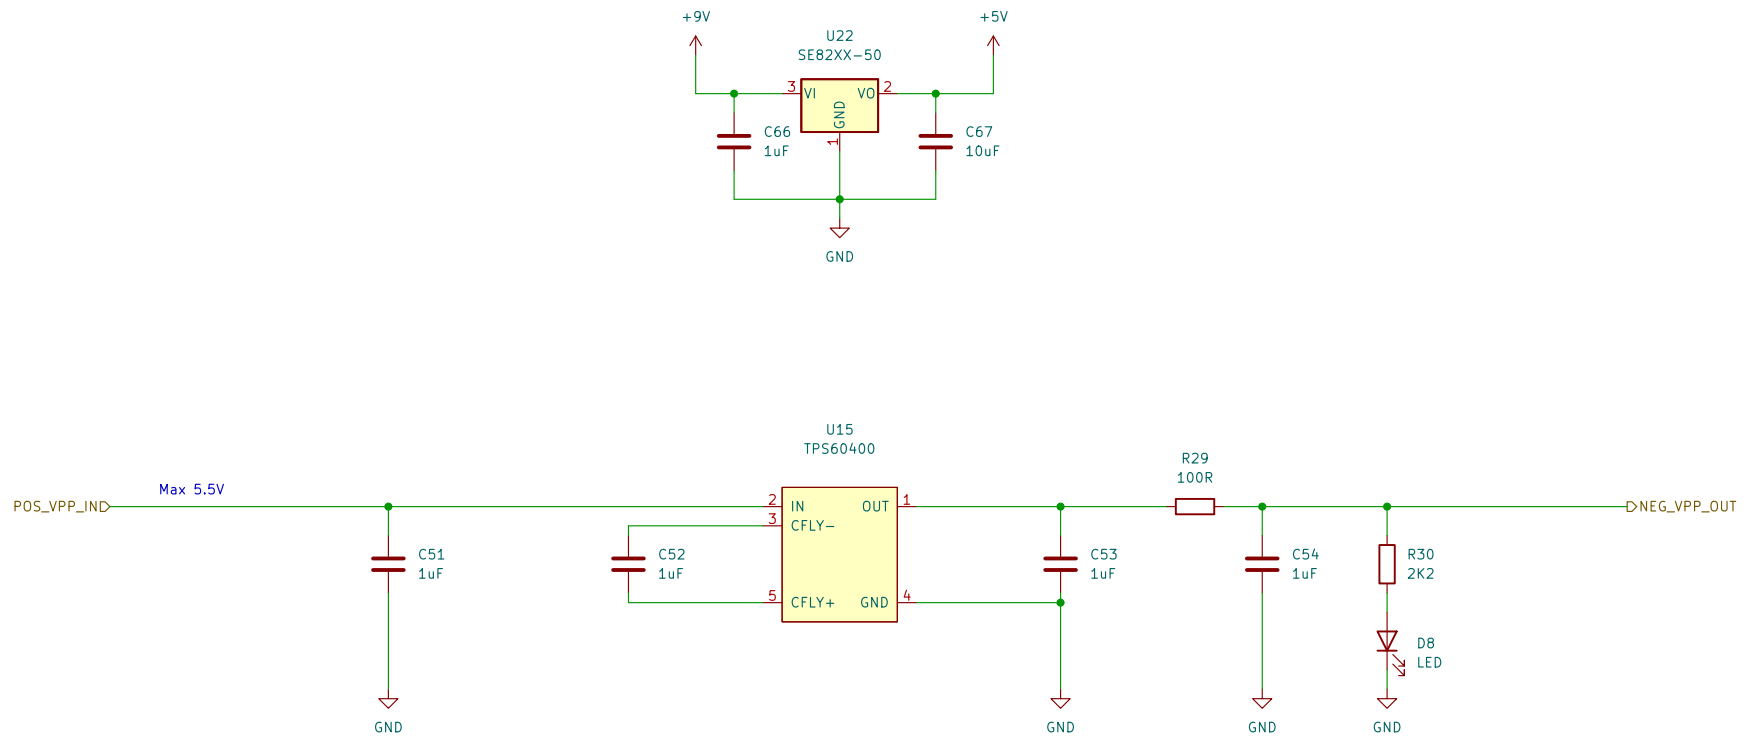 +9V
+5V
U22
SE82XX-50
3
VI
VO
2
GND
1
C66
1uF
C67
10uF
GND
U15
TPS60400
R29
100R
Max 5.5V
POS_VPP_IN
2
IN
OUT
1
NEG_VPP_OUT
3
CFLY-
C51
1uF
C52
1uF
C53
1uF
C54
1uF
R30
2K2
5
CFLY+
GND
4
D8
LED
GND
GND
GND
GND